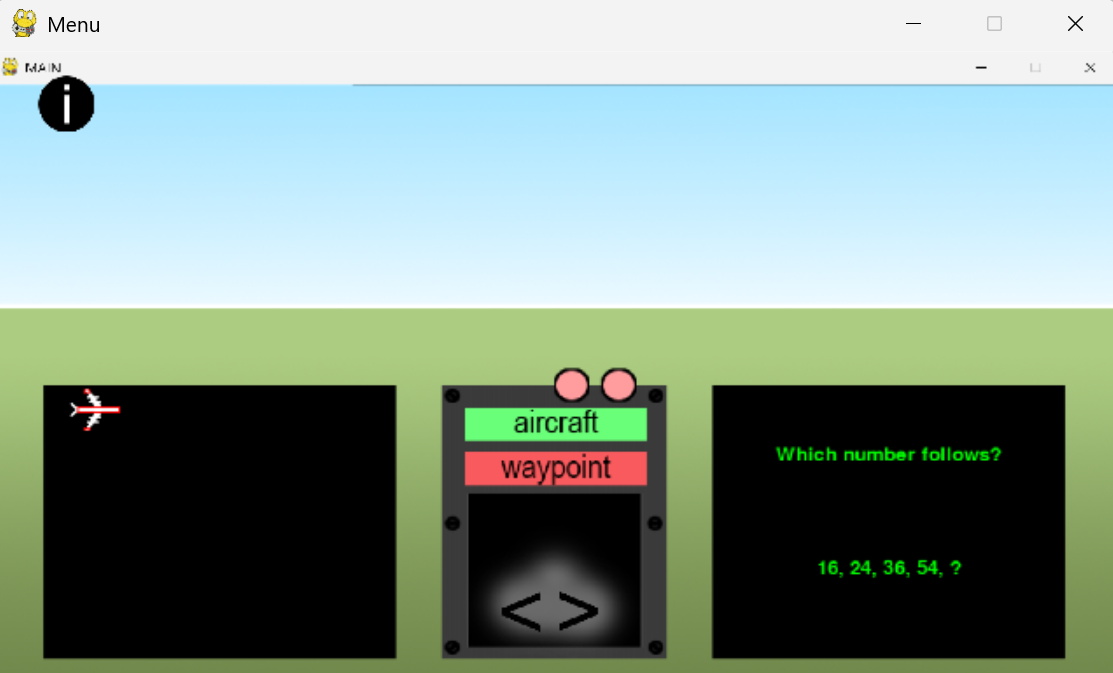 Menu
MAIN
i
aircraft
waypoint
< >
Which number follows?
16, 24, 36, 54, ?